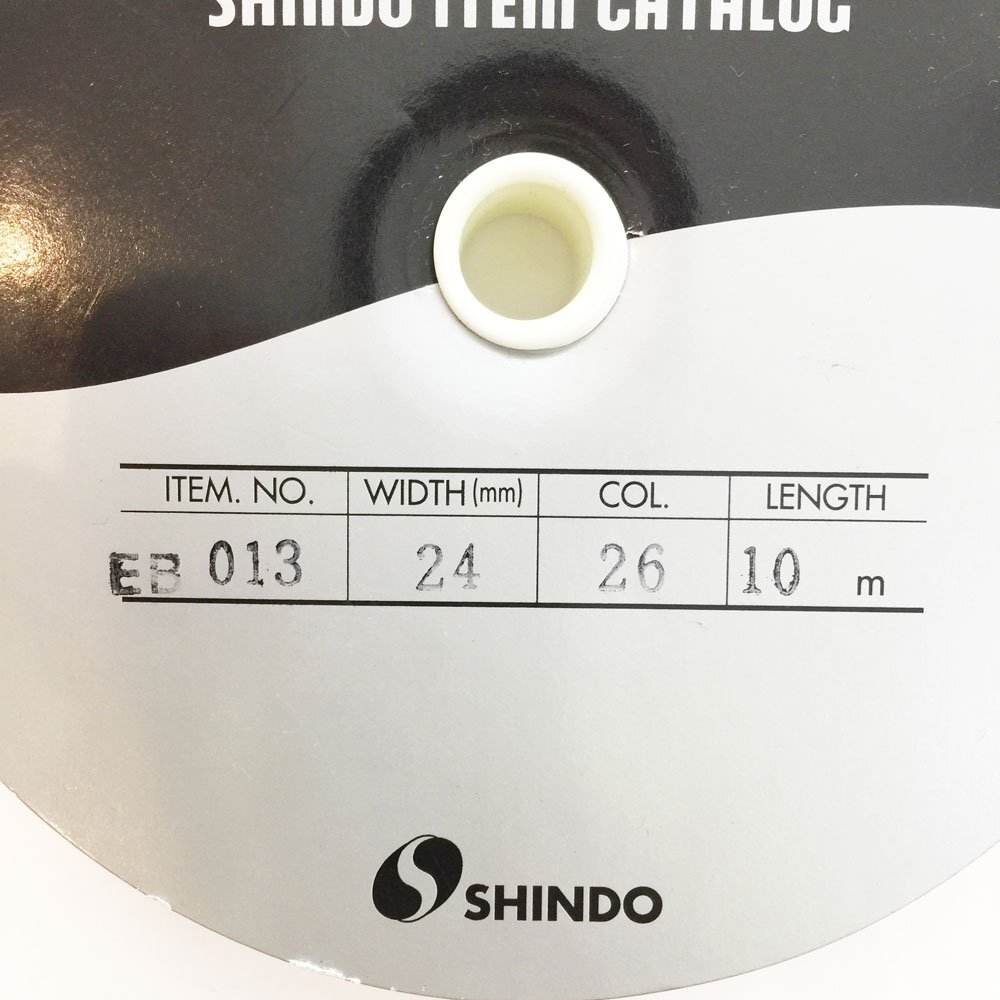 SHINDO ITEM CATALOG
ITEM. NO. WIDTH (mm) COL. LENGTH
EB 013 24 26 10 m
SHINDO